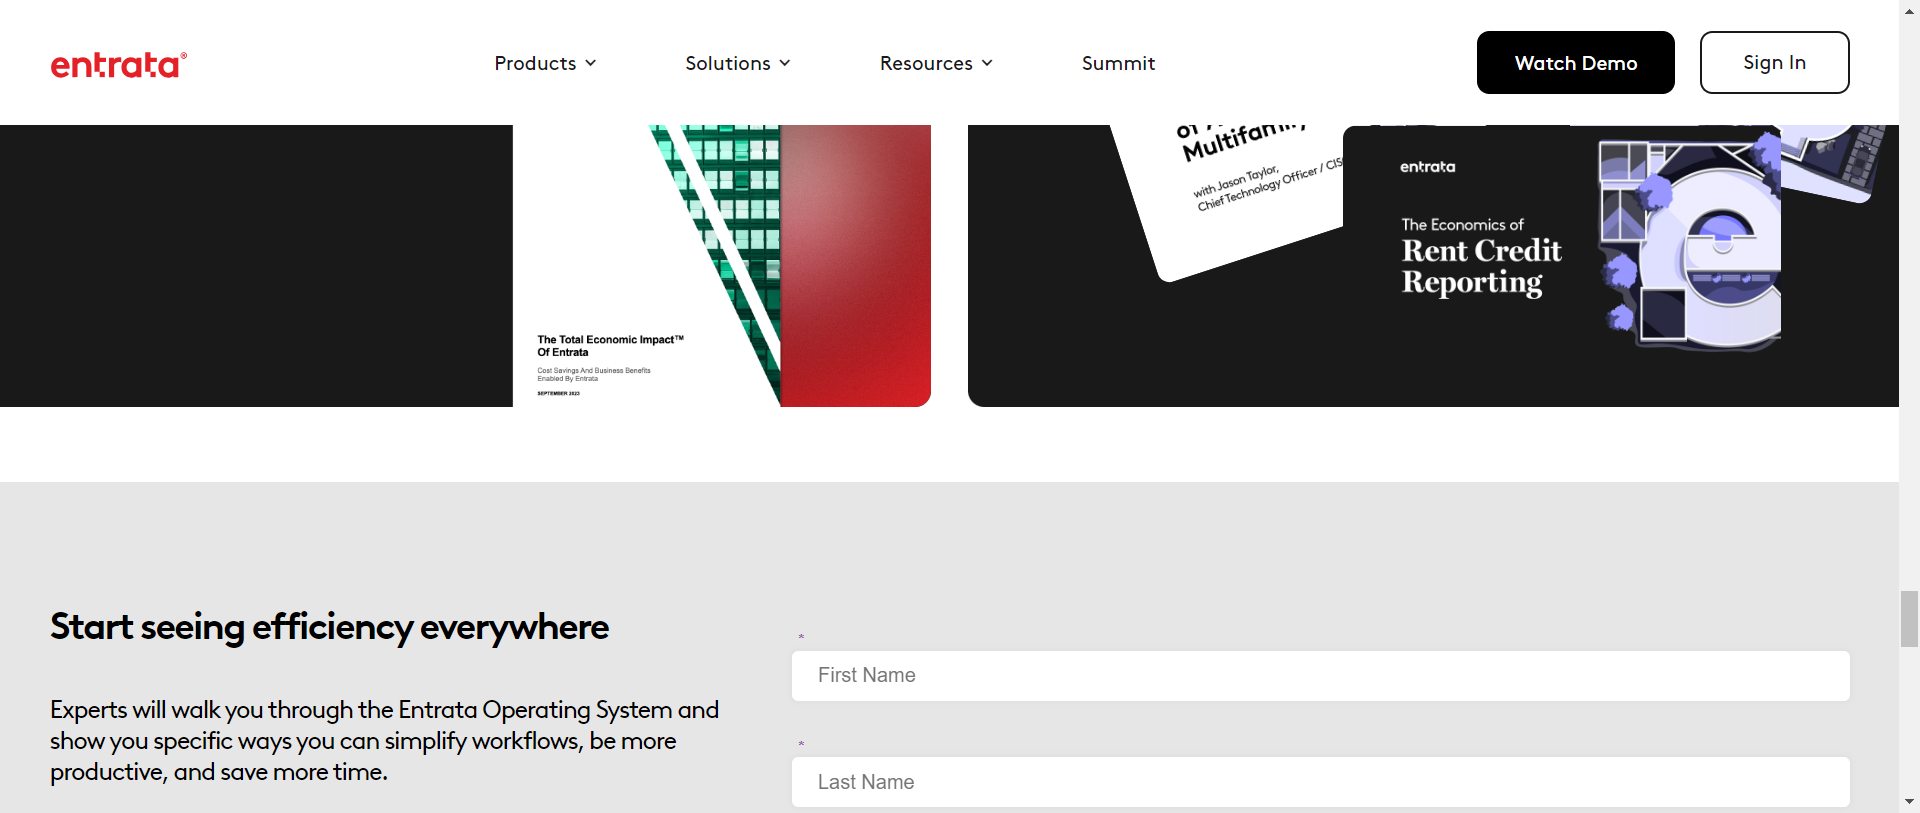 entrata®
Products
Solutions
Resources
Summit
Watch Demo
Sign In
Multifamily
with Jason Taylor,
Chief Technology Officer / CIS
entrata
The Economics of
Rent Credit
Reporting
The Total Economic Impact™
Of Entrata
Cost Savings And Business Benefits
Enabled By Entrata
SEPTEMBER 2023
Start seeing efficiency everywhere
Experts will walk you through the Entrata Operating System and
show you specific ways you can simplify workflows, be more
productive, and save more time.
*
First Name
*
Last Name